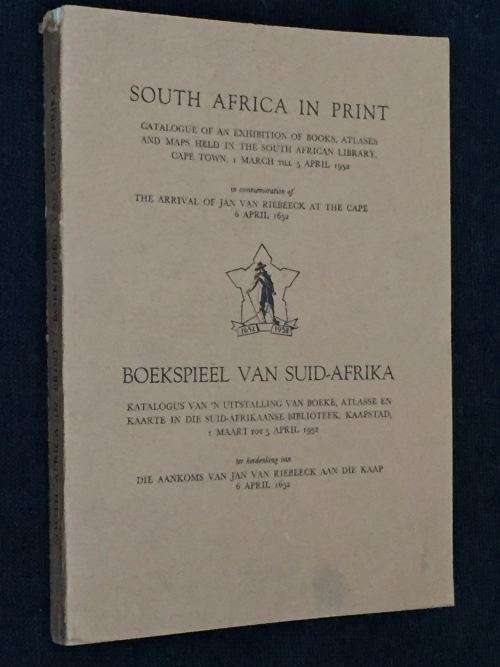 SOUTH AFRICA IN PRINT
CATALOGUE OF AN EXHIBITION OF BOOKS, ATLASES
AND MAPS HELD IN THE SOUTH AFRICAN LIBRARY,
CAPE TOWN, 1 MARCH TILL 5 APRIL 1952
in commemoration of
THE ARRIVAL OF JAN VAN RIEBEECK AT THE CAPE
6 APRIL 1652
1652 1952
BOEKSPIEËL VAN SUID-AFRIKA
KATALOGUS VAN 'N UITSTALLING VAN BOEKE, ATLASSE EN
KAARTE IN DIE SUID-AFRIKAANSE BIBLIOTEEK, KAAPSTAD,
1 MAART TOT 5 APRIL 1952
ter herdenking van
DIE AANKOMS VAN JAN VAN RIEBEECK AAN DIE KAAP
6 APRIL 1652